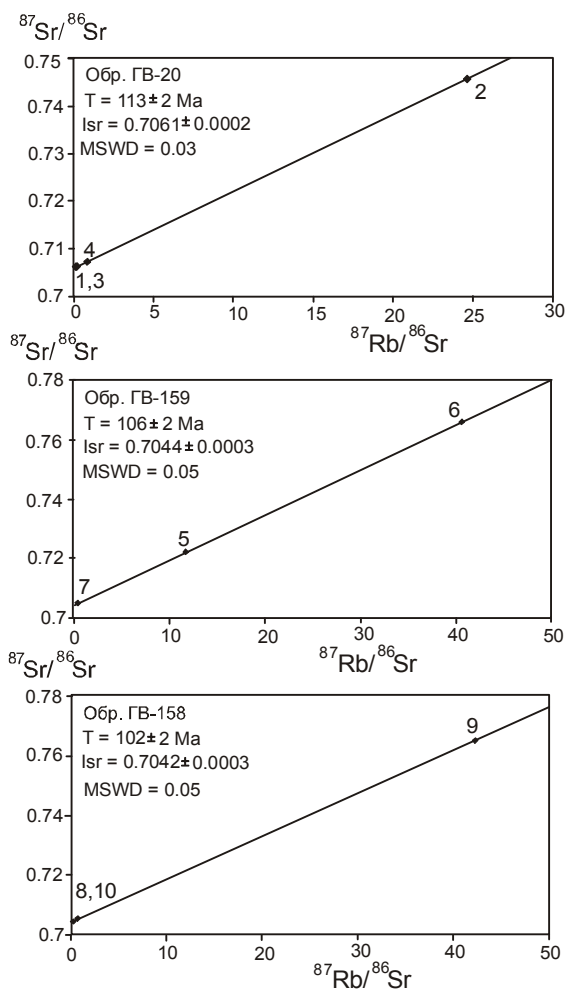 ⁸⁷Sr/⁸⁶Sr
0.75
Обр. ГВ-20
T = 113±2 Ma
0.74
Isr = 0.7061±0.0002
2
MSWD = 0.03
0.73
0.72
0.71
4
1,3
0.7
0 5 10 15 20 25 30
⁸⁷Rb/⁸⁶Sr
⁸⁷Sr/⁸⁶Sr
0.78
Обр. ГВ-159
T = 106±2 Ma
6
0.76
Isr = 0.7044±0.0003
MSWD = 0.05
0.74
5
0.72
7
0.7
0 10 20 30 40 50
⁸⁷Rb/⁸⁶Sr
⁸⁷Sr/⁸⁶Sr
0.78
Обр. ГВ-158
9
T = 102±2 Ma
0.76
Isr = 0.7042±0.0003
MSWD = 0.05
0.74
0.72
8,10
0.7
0 10 20 30 40 50
⁸⁷Rb/⁸⁶Sr